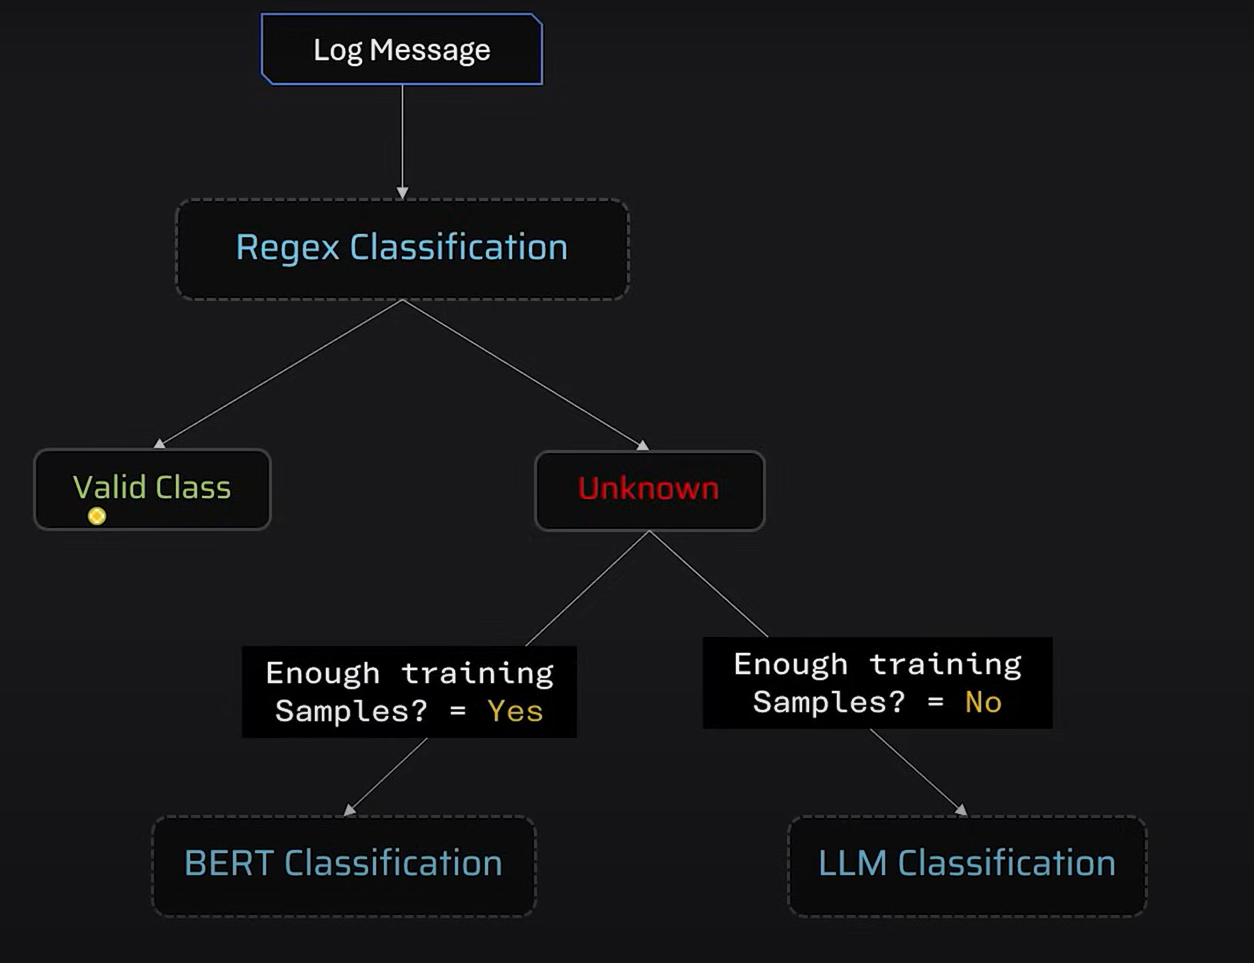 Log Message
Regex Classification
Valid Class
Unknown
Enough training
Samples? = Yes
Enough training
Samples? = No
BERT Classification
LLM Classification